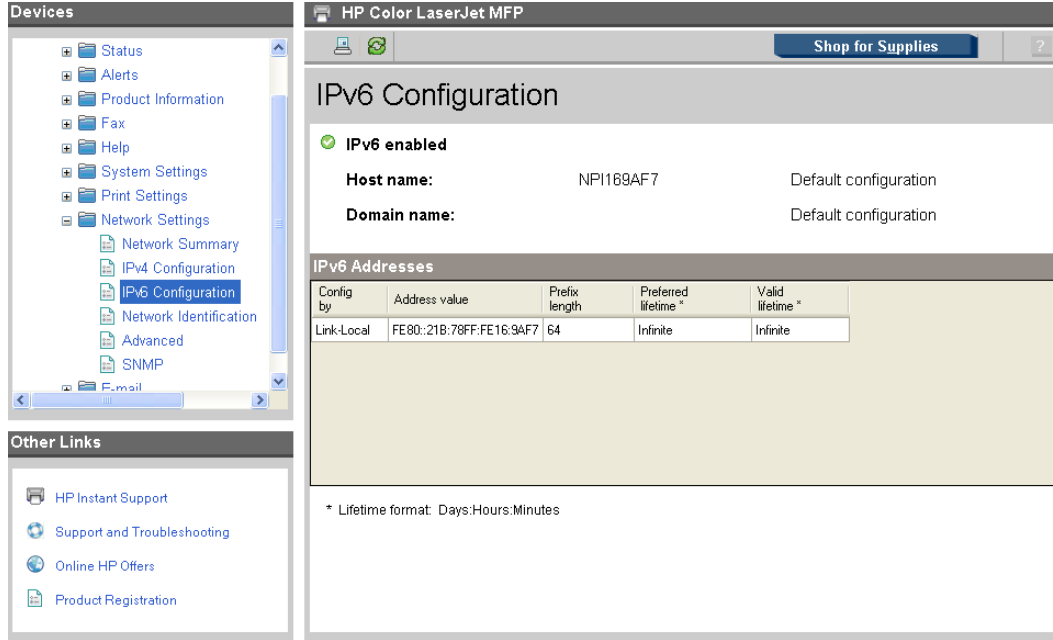 Devices
Status
Alerts
Product Information
Fax
Help
System Settings
Print Settings
Network Settings
Network Summary
IPv4 Configuration
IPv6 Configuration
Network Identification
Advanced
SNMP
E-mail
Other Links
HP Instant Support
Support and Troubleshooting
Online HP Offers
Product Registration
HP Color LaserJet MFP
Shop for Supplies
?
IPv6 Configuration
IPv6 enabled
Host name: NPI169AF7 Default configuration
Domain name: Default configuration
IPv6 Addresses
Config by Address value Prefix length Preferred lifetime * Valid lifetime *
Link-Local FE80::21B:78FF:FE16:9AF7 64 Infinite Infinite
* Lifetime format: Days:Hours:Minutes